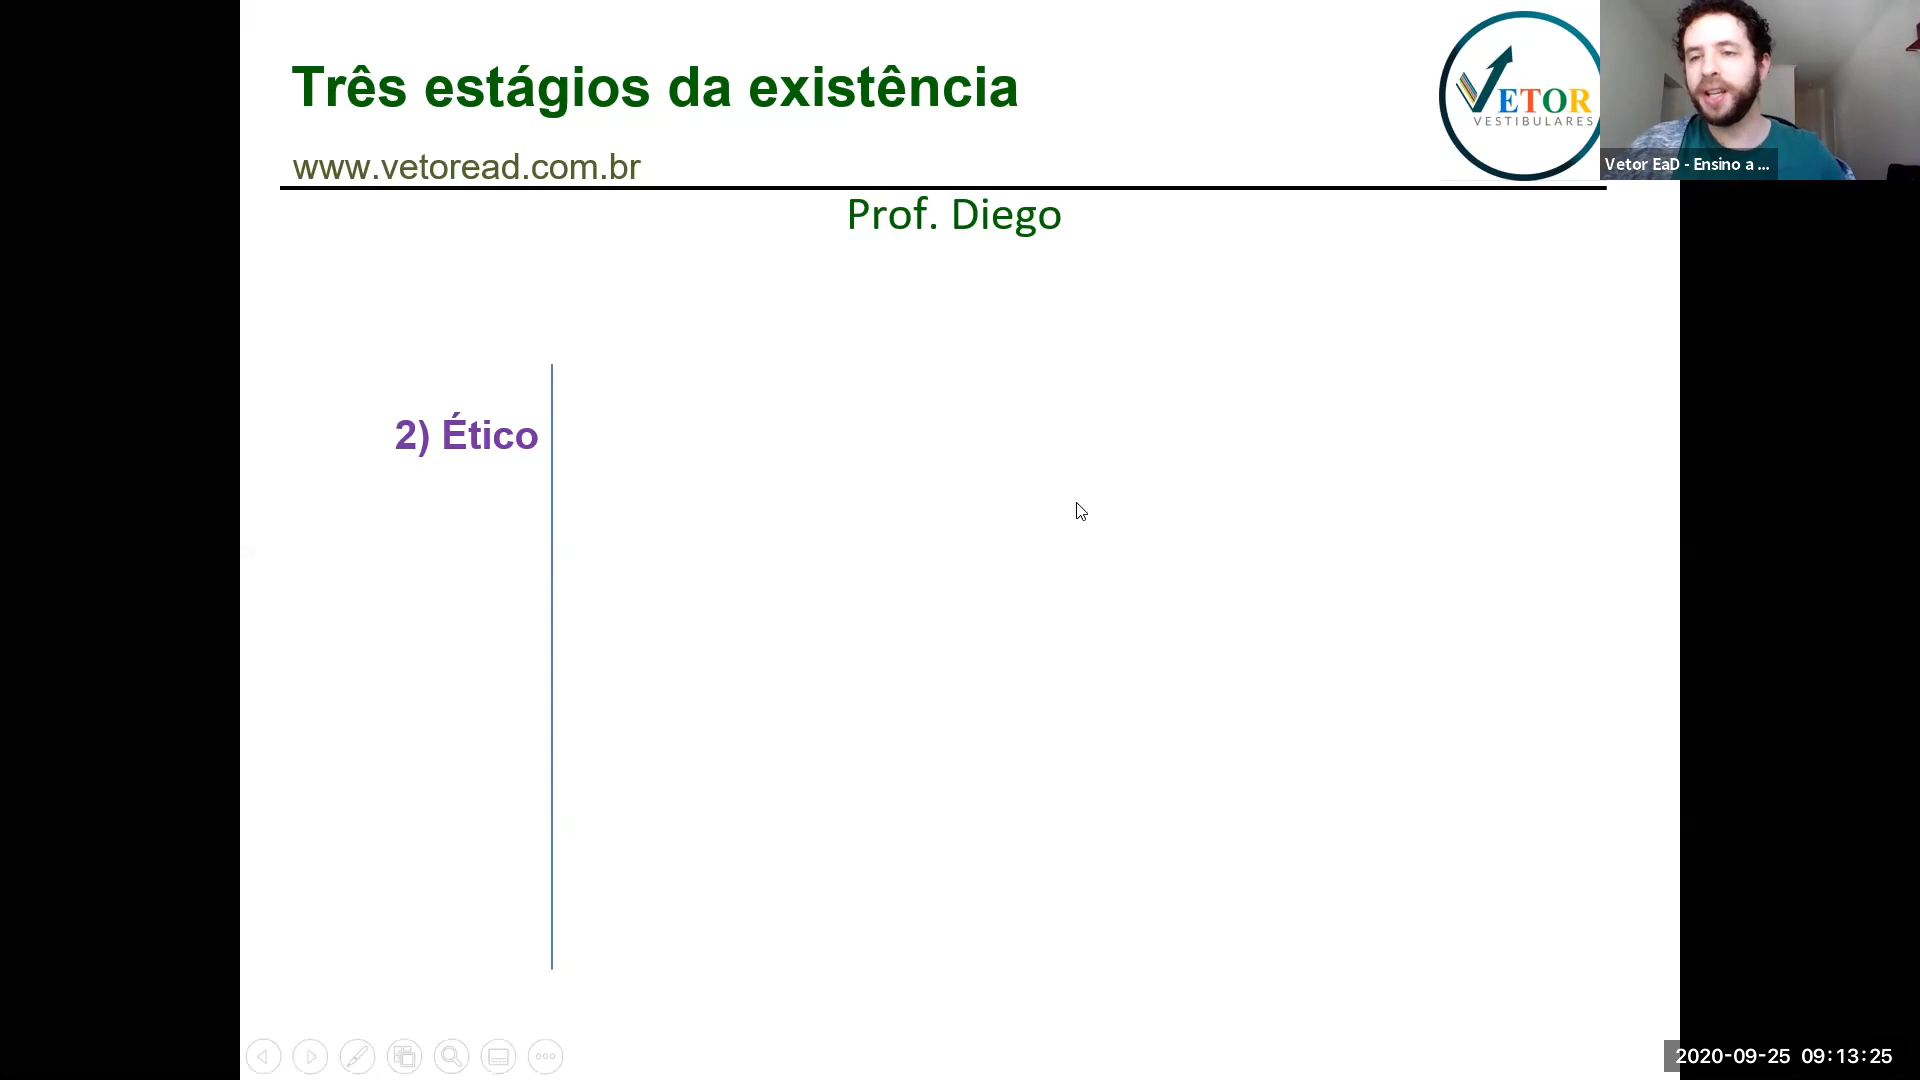 Três estágios da existência
VETOR
VESTIBULARES
www.vetoread.com.br
Vetor EaD - Ensino a ...
Prof. Diego
2) Ético
2020-09-25 09:13:25